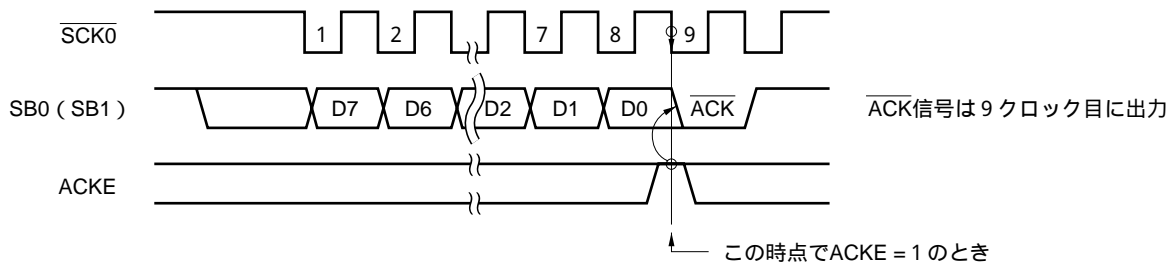 SCK0
1 2 7 8 9
SB0（SB1）
D7 D6 D2 D1 D0 ACK
ACK信号は9クロック目に出力
ACKE
この時点でACKE = 1のとき